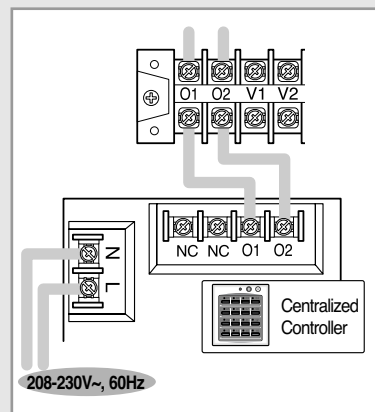 O1 O2 V1 V2
NC NC O1 O2
N
L
Centralized
Controller
208-230V~, 60Hz